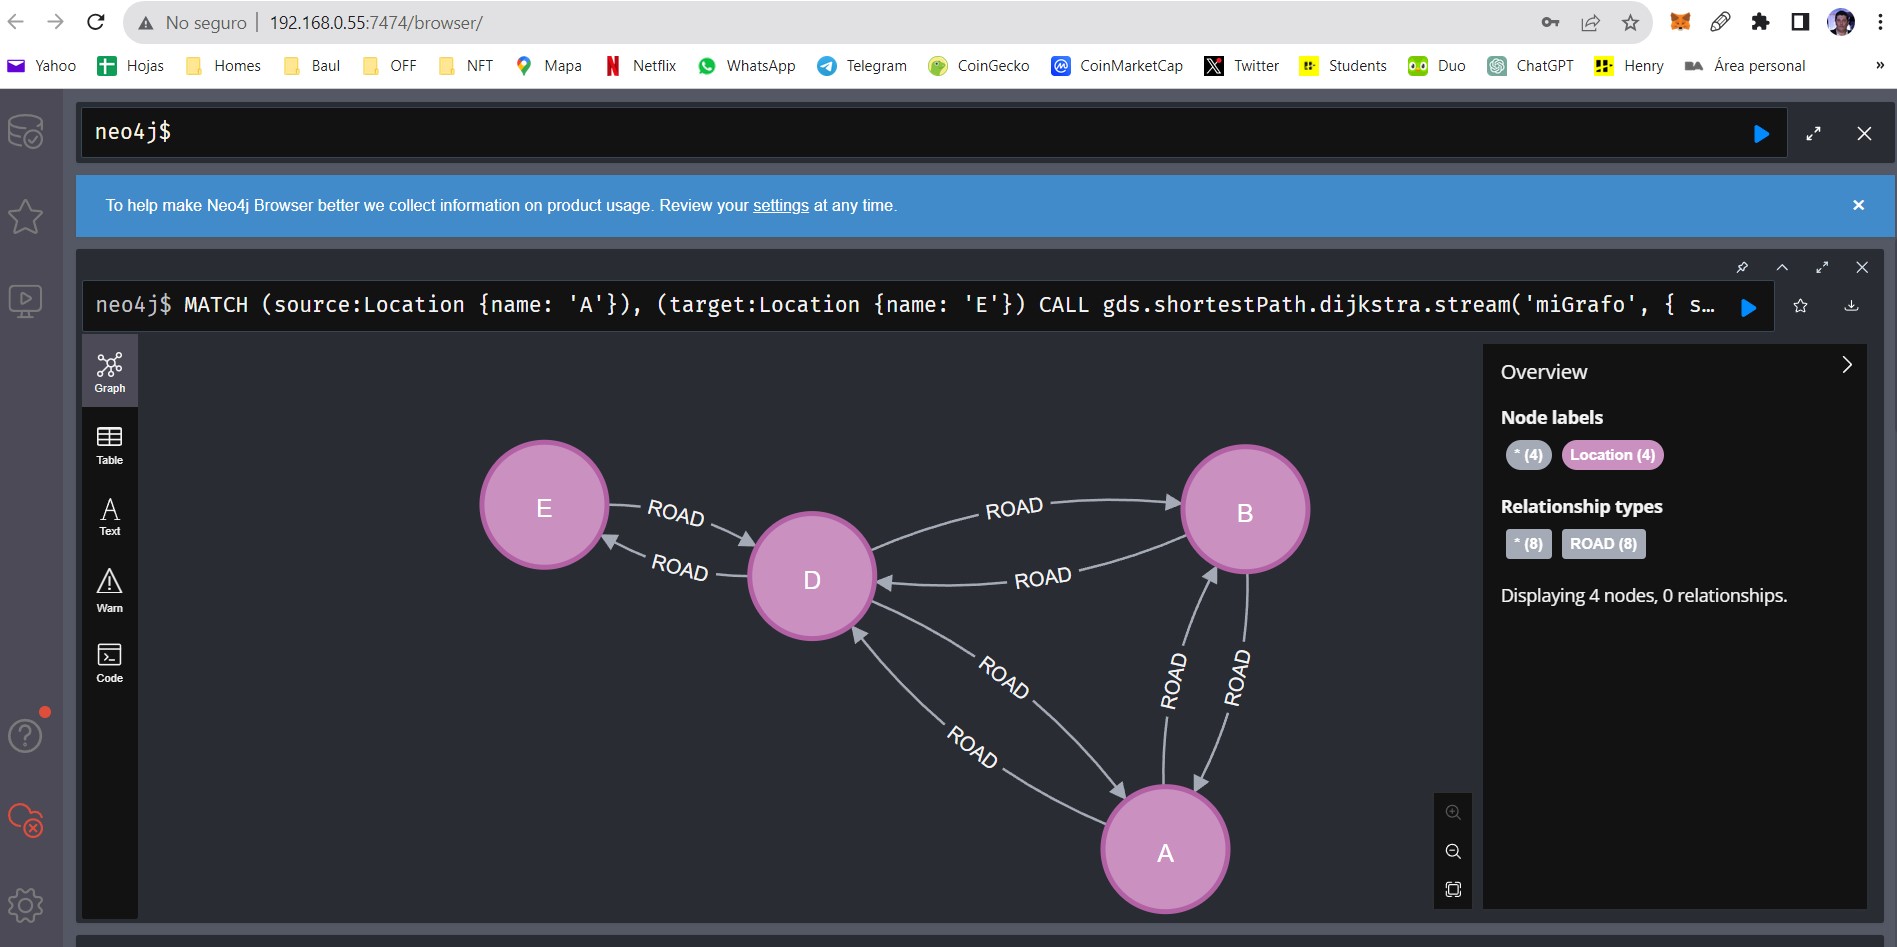 No seguro | 192.168.0.55:7474/browser/
Yahoo Hojas Homes Baul OFF NFT Mapa Netflix WhatsApp Telegram CoinGecko CoinMarketCap Twitter Students Duo ChatGPT Henry Área personal »
neo4j$
To help make Neo4j Browser better we collect information on product usage. Review your settings at any time.
neo4j$ MATCH (source:Location {name: 'A'}), (target:Location {name: 'E'}) CALL gds.shortestPath.dijkstra.stream('miGrafo', { s…
Graph
Table
Text
Warn
Code
E
ROAD
ROAD
D
ROAD
ROAD
B
ROAD
ROAD
ROAD
ROAD
A
Overview
Node labels
* (4) Location (4)
Relationship types
* (8) ROAD (8)
Displaying 4 nodes, 0 relationships.